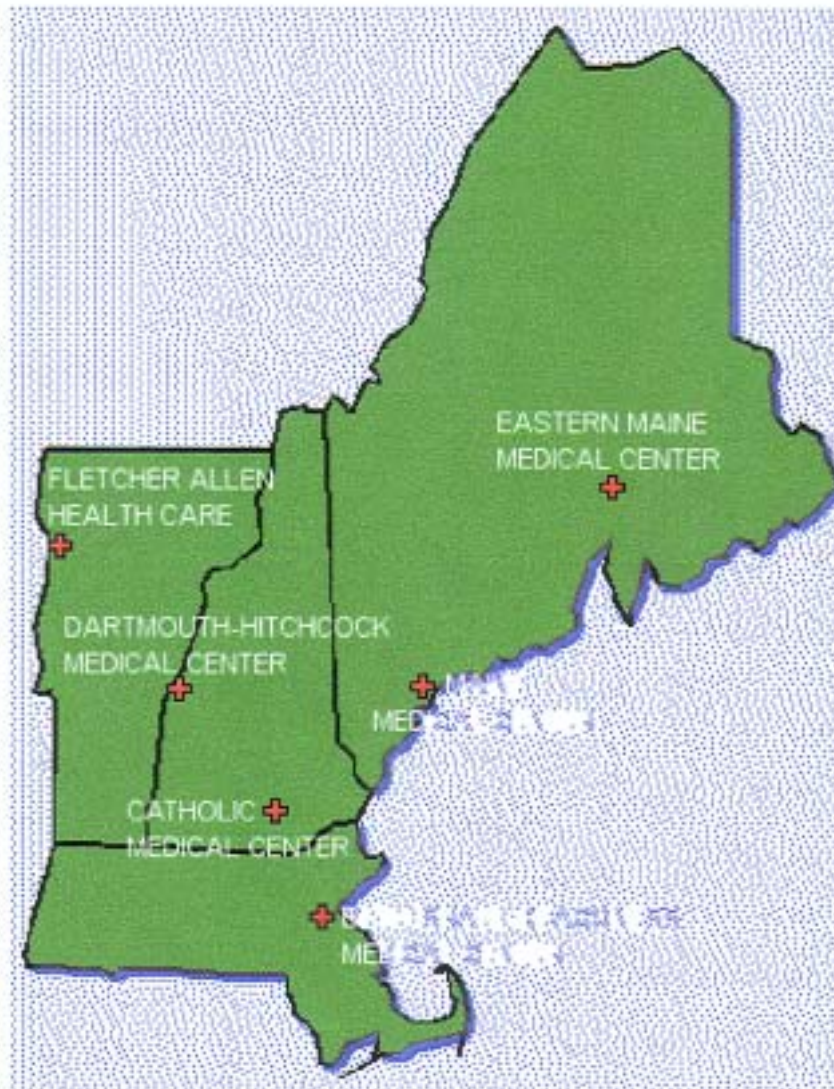 EASTERN MAINE
MEDICAL CENTER
FLETCHER ALLEN
HEALTH CARE
DARTMOUTH-HITCHCOCK
MEDICAL CENTER
CATHOLIC
MEDICAL CENTER